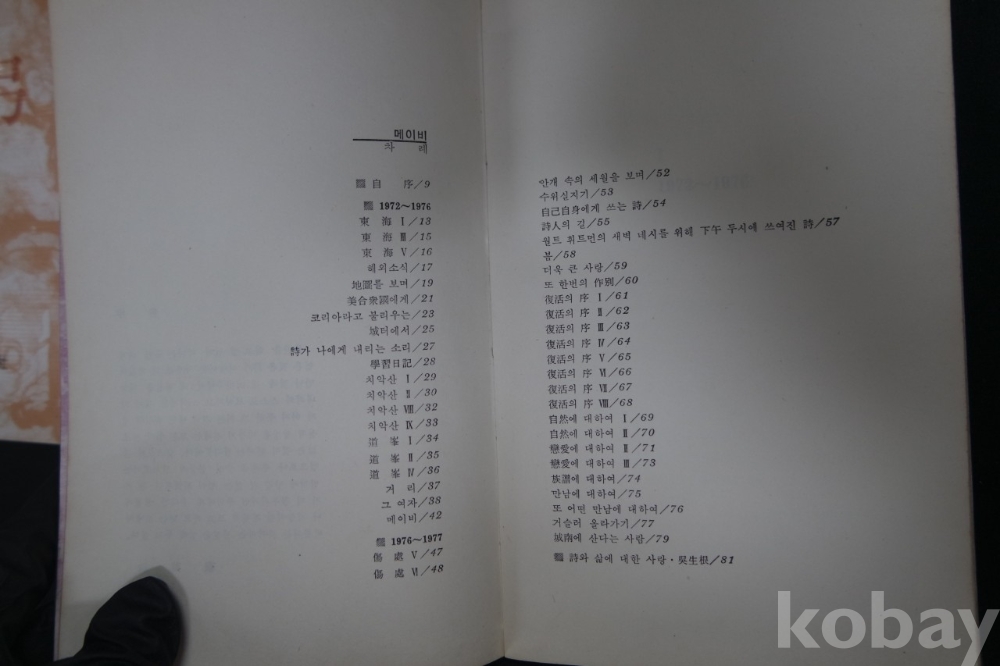 메이비
차 례
▨ 自 序/9
▨ 1972~1976
東 海 Ⅰ/13
東 海 Ⅲ/15
東 海 Ⅴ/16
해외소식/17
地圖를 보며/19
美合衆國에게/21
코리아라고 불리우는/23
城터에서/25
詩가 나에게 내리는 소리/27
學習日記/28
치악산 Ⅰ/29
치악산 Ⅱ/30
치악산 Ⅷ/32
치악산 Ⅸ/33
道 峯 Ⅰ/34
道 峯 Ⅱ/35
道 峯 Ⅳ/36
거 리/37
그 여자/38
메이비/42
▨ 1976~1977
傷 處 Ⅴ/47
傷 處 Ⅵ/48
안개 속의 세월을 보며/52
수위실지기/53
自己自身에게 쓰는 詩/54
詩人의 길/55
월트 휘트먼의 새벽 네시를 위해 下午 두시에 쓰여진 詩/57
봄/58
더욱 큰 사랑/59
또 한번의 作別/60
復活의 序 Ⅰ/61
復活의 序 Ⅱ/62
復活의 序 Ⅲ/63
復活의 序 Ⅳ/64
復活의 序 Ⅴ/65
復活의 序 Ⅵ/66
復活의 序 Ⅶ/67
復活의 序 Ⅷ/68
自然에 대하여 Ⅰ/69
自然에 대하여 Ⅱ/70
戀愛에 대하여 Ⅱ/71
戀愛에 대하여 Ⅲ/73
族譜에 대하여/74
만남에 대하여/75
또 어떤 만남에 대하여/76
거슬러 올라가기/77
城南에 산다는 사람/79
▨ 詩와 삶에 대한 사랑·吳生根/81
kobay